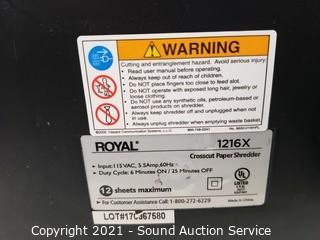 WARNING
Cutting and entanglement hazard. Avoid serious injury.
• Read user manual before operating.
• Always keep out of reach of children.
• Do NOT place fingers too close to feed slot.
• Do NOT operate with exposed long hair, jewelry or
loose clothing.
• Do NOT use any synthetic oils, petroleum-based or
aerosol products on shredder.
• Always keep shredder off and unplugged when not
in use.
• Always unplug shredder when emptying waste basket.
ROYAL® 1216X
Crosscut Paper Shredder
• Input: 115VAC, 5.5Amp, 60Hz
• Duty Cycle: 6 Minutes ON / 25 Minutes OFF
12 sheets maximum
UL
LISTED
For Customer Assistance Call: 1-800-272-6229
Made in China
Copyright 2021 - Sound Auction Service